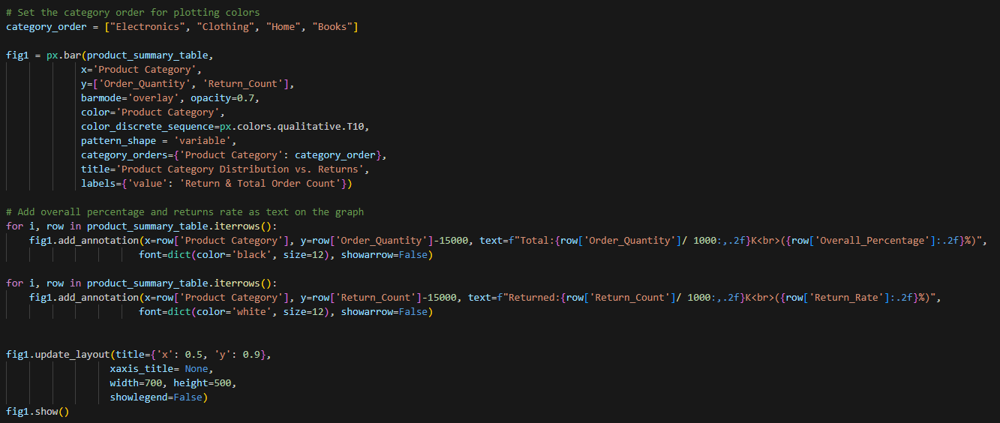 # Set the category order for plotting colors
category_order = ["Electronics", "Clothing", "Home", "Books"]
fig1 = px.bar(product_summary_table,
x='Product Category',
y=['Order_Quantity', 'Return_Count'],
barmode='overlay', opacity=0.7,
color='Product Category',
color_discrete_sequence=px.colors.qualitative.T10,
pattern_shape = 'variable',
category_orders={'Product Category': category_order},
title='Product Category Distribution vs. Returns',
labels={'value': 'Return & Total Order Count'})
# Add overall percentage and returns rate as text on the graph
for i, row in product_summary_table.iterrows():
fig1.add_annotation(x=row['Product Category'], y=row['Order_Quantity']-15000, text=f"Total:{row['Order_Quantity']/ 1000:,.2f}K<br>({row['Overall_Percentage']:.2f}%)",
font=dict(color='black', size=12), showarrow=False)
for i, row in product_summary_table.iterrows():
fig1.add_annotation(x=row['Product Category'], y=row['Return_Count']-15000, text=f"Returned:{row['Return_Count']/ 1000:,.2f}K<br>({row['Return_Rate']:.2f}%)",
font=dict(color='white', size=12), showarrow=False)
fig1.update_layout(title={'x': 0.5, 'y': 0.9},
xaxis_title= None,
width=700, height=500,
showlegend=False)
fig1.show()